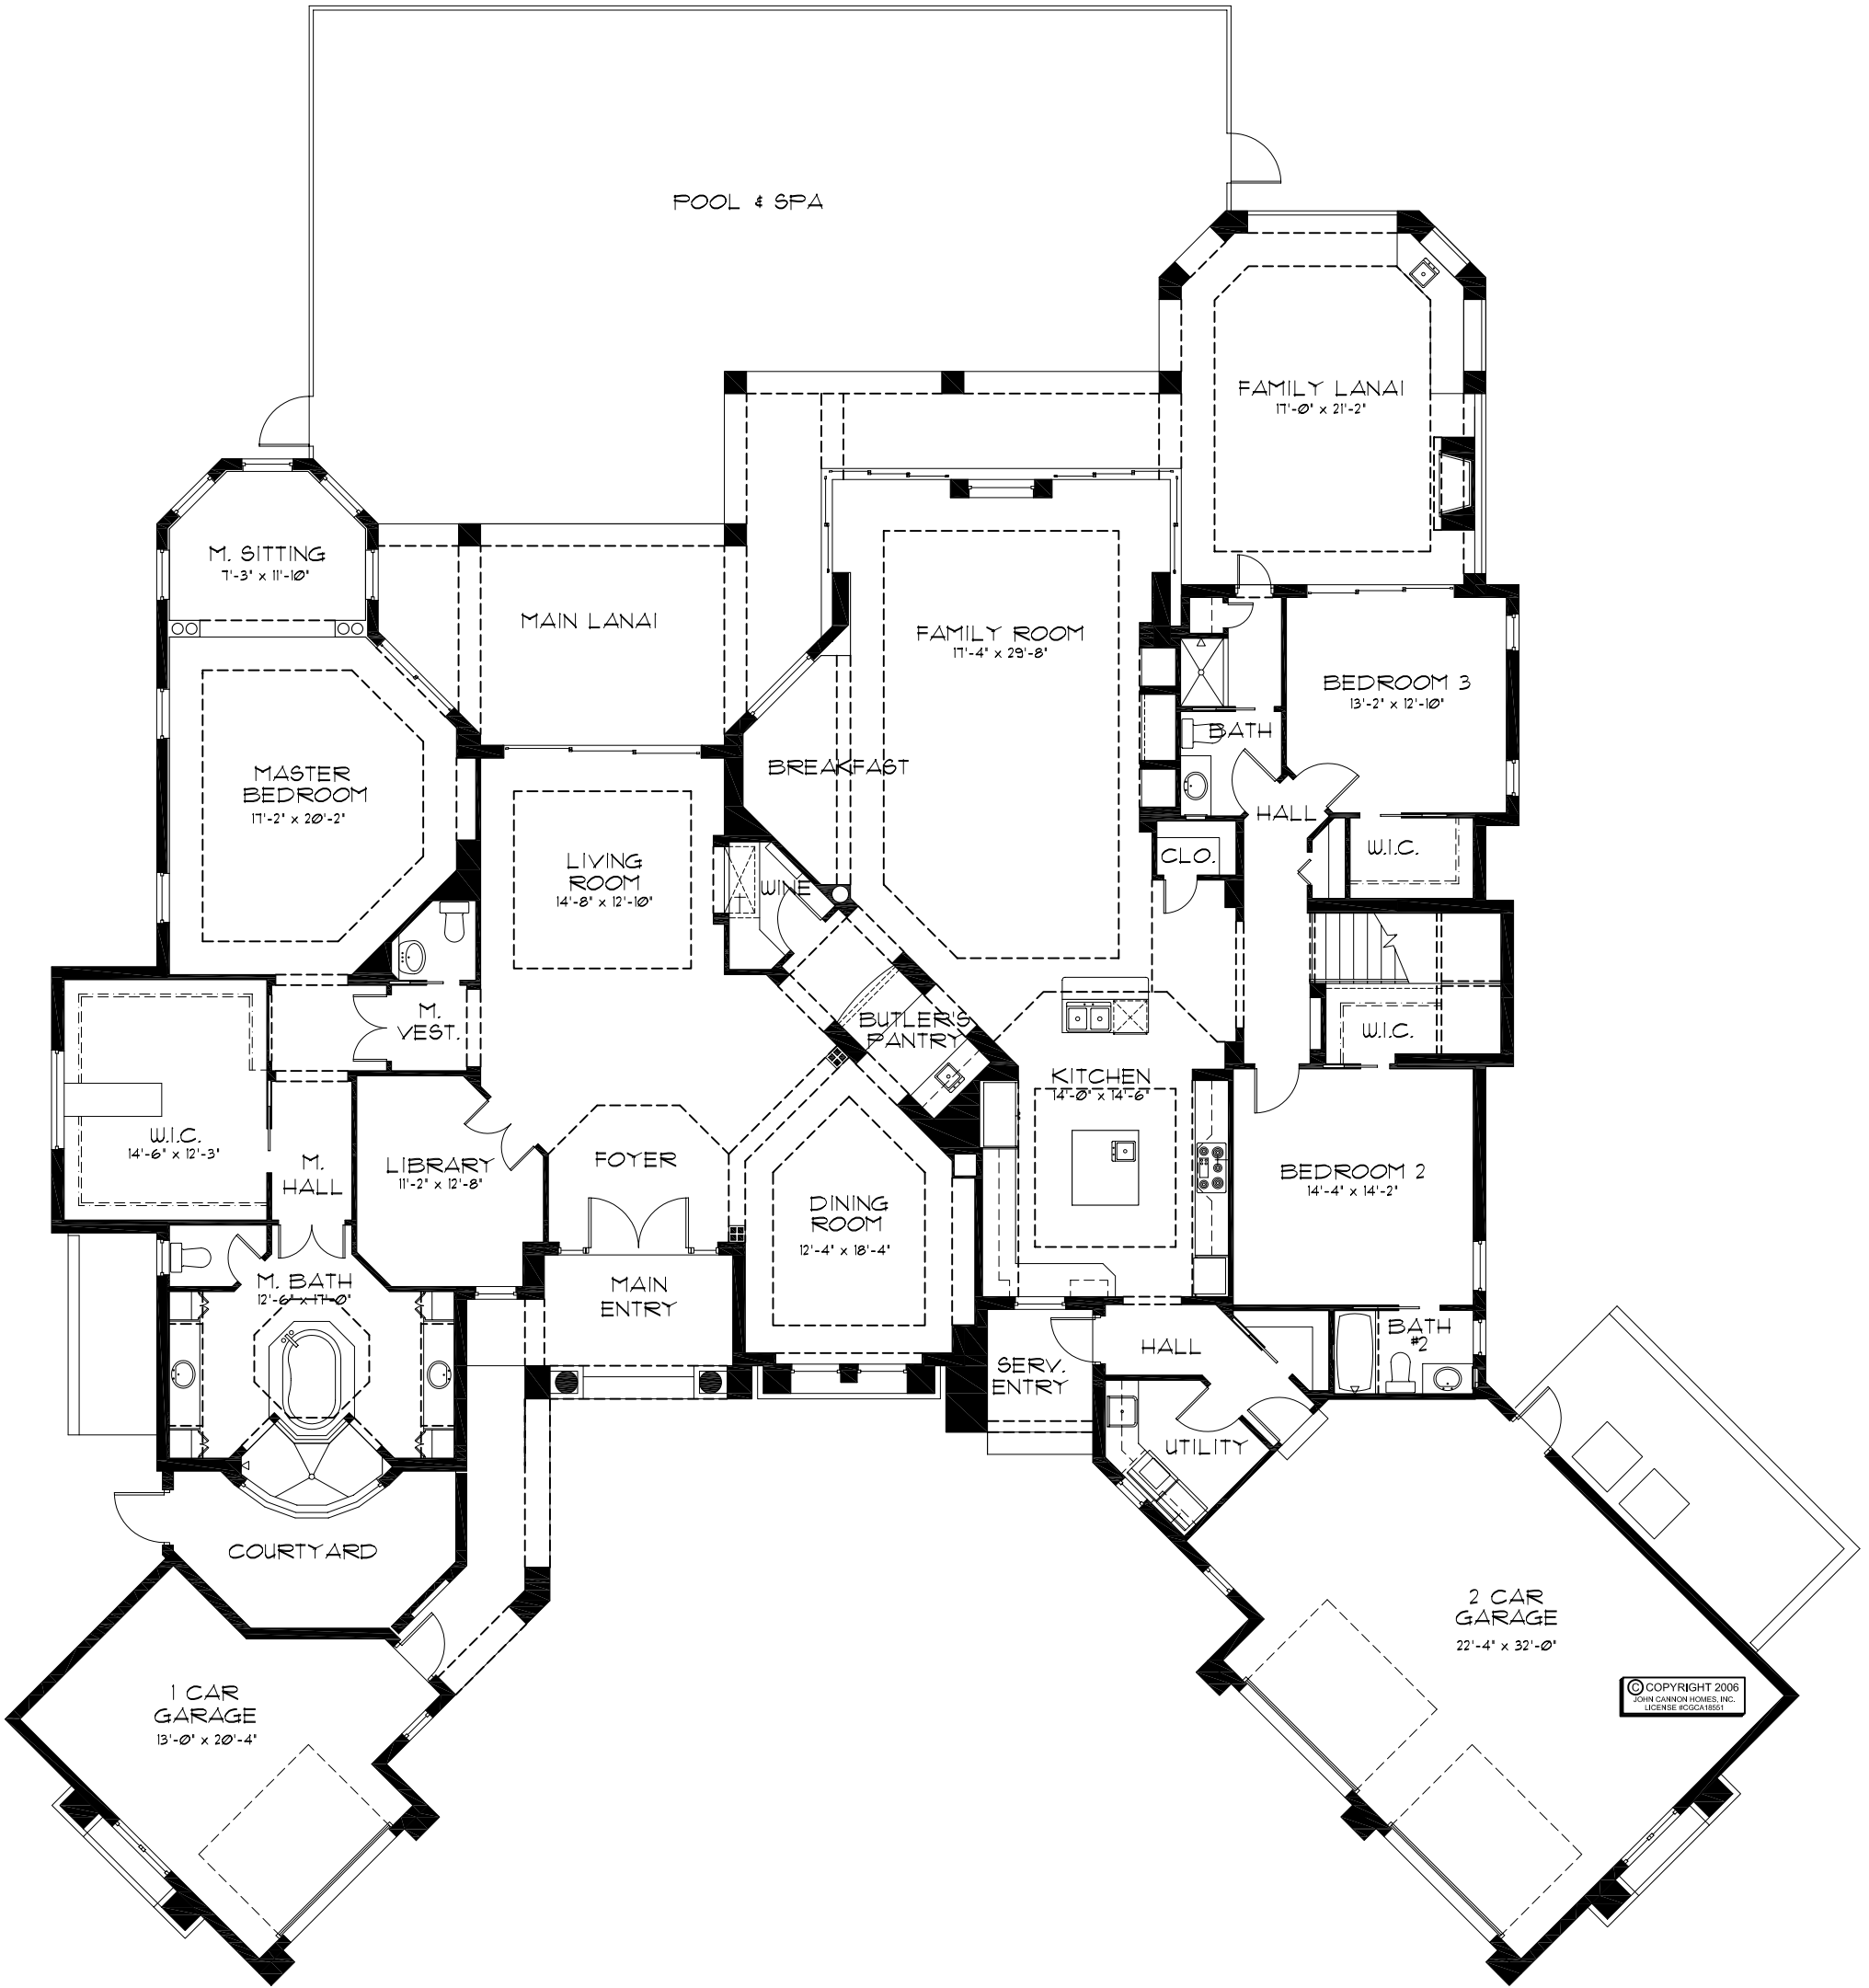 POOL & SPA
FAMILY LANAI
17'-0" x 21'-2"
M. SITTING
7'-3" x 11'-10"
MAIN LANAI
FAMILY ROOM
17'-4" x 29'-8"
BEDROOM 3
13'-2" x 12'-10"
BATH
MASTER
BEDROOM
17'-2" x 20'-2"
BREAKFAST
HALL
LIVING
ROOM
14'-8" x 12'-10"
WINE
CLO.
W.I.C.
M.
VEST.
BUTLER'S
PANTRY
W.I.C.
KITCHEN
14'-0" x 14'-6"
W.I.C.
14'-6" x 12'-3"
M.
HALL
LIBRARY
11'-2" x 12'-8"
FOYER
DINING
ROOM
12'-4" x 18'-4"
BEDROOM 2
14'-4" x 14'-2"
M. BATH
12'-6" x 17'-0"
MAIN
ENTRY
HALL
BATH
#2
SERV.
ENTRY
UTILITY
COURTYARD
2 CAR
GARAGE
22'-4" x 32'-0"
1 CAR
GARAGE
13'-0" x 20'-4"
© COPYRIGHT 2006
JOHN CANNON HOMES, INC.
LICENSE #CGCA18551